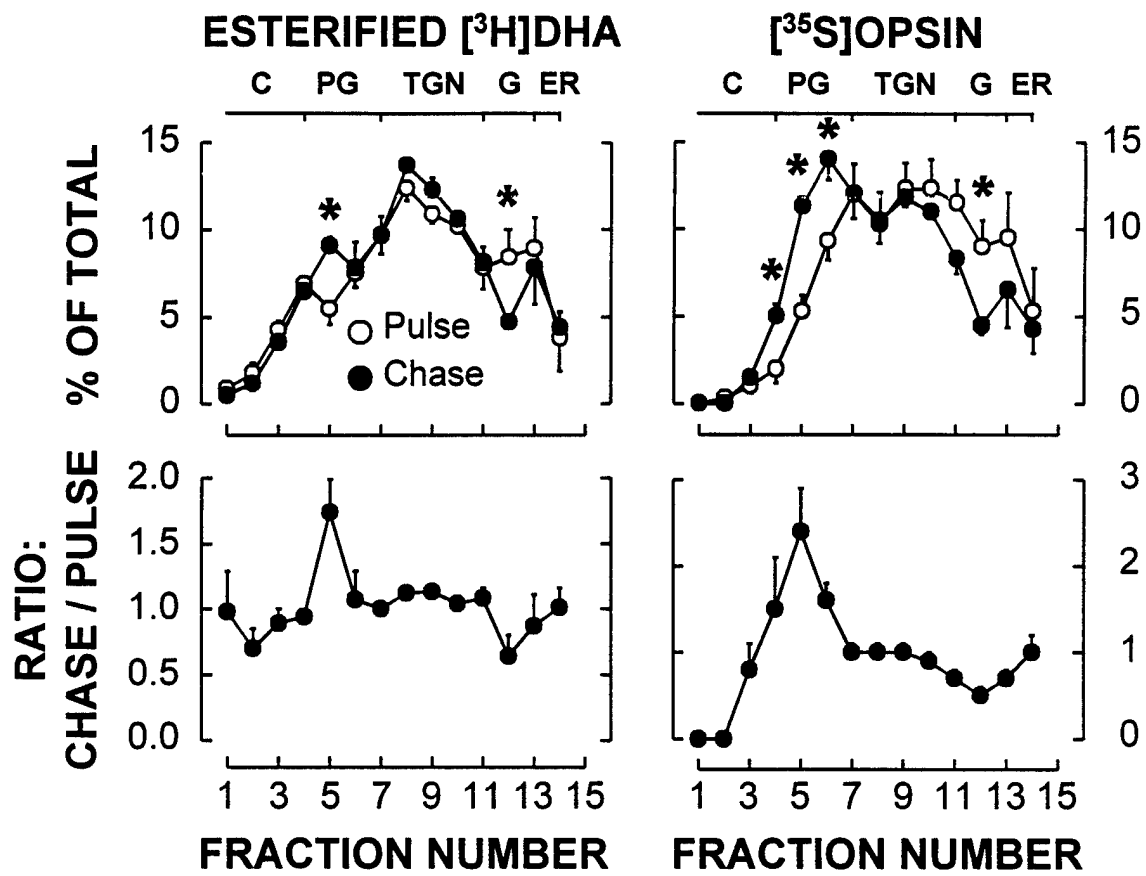 ESTERIFIED [³H]DHA
C PG TGN G ER
% OF TOTAL
15
10
5
0
* *
Pulse
Chase
[³⁵S]OPSIN
C PG TGN G ER
* * * *
15
10
5
0
RATIO:
CHASE / PULSE
2.0
1.5
1.0
0.5
0.0
1 3 5 7 9 11 13 15
FRACTION NUMBER
3
2
1
0
1 3 5 7 9 11 13 15
FRACTION NUMBER